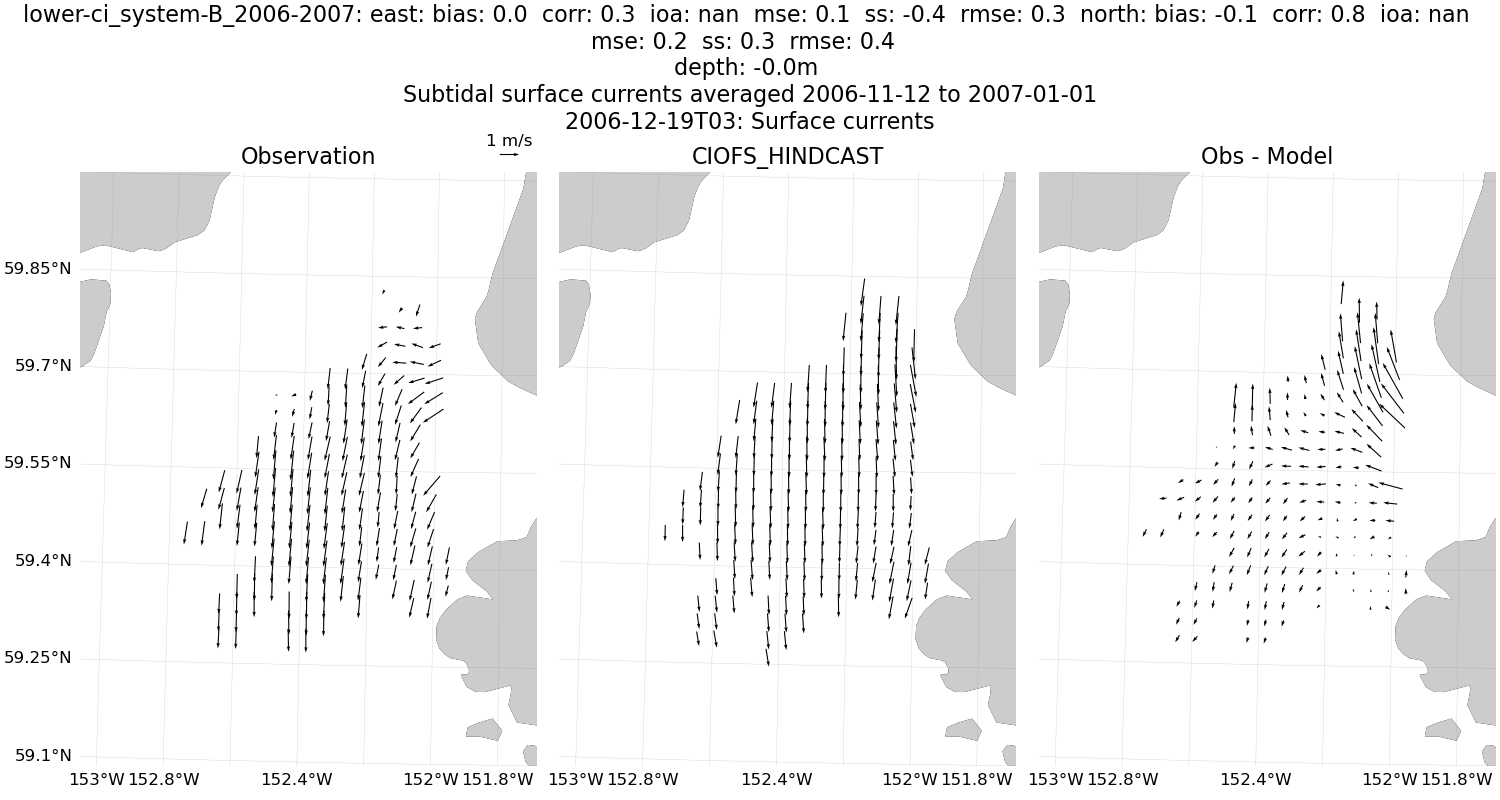 lower-ci_system-B_2006-2007: east: bias: 0.0  corr: 0.3  ioa: nan  mse: 0.1  ss: -0.4  rmse: 0.3  north: bias: -0.1  corr: 0.8  ioa: nan
mse: 0.2  ss: 0.3  rmse: 0.4
depth: -0.0m
Subtidal surface currents averaged 2006-11-12 to 2007-01-01
2006-12-19T03: Surface currents
1 m/s
Observation
CIOFS_HINDCAST
Obs - Model
59.85°N
59.7°N
59.55°N
59.4°N
59.25°N
59.1°N
153°W 152.8°W 152.4°W 152°W 151.8°W
153°W 152.8°W 152.4°W 152°W 151.8°W
153°W 152.8°W 152.4°W 152°W 151.8°W